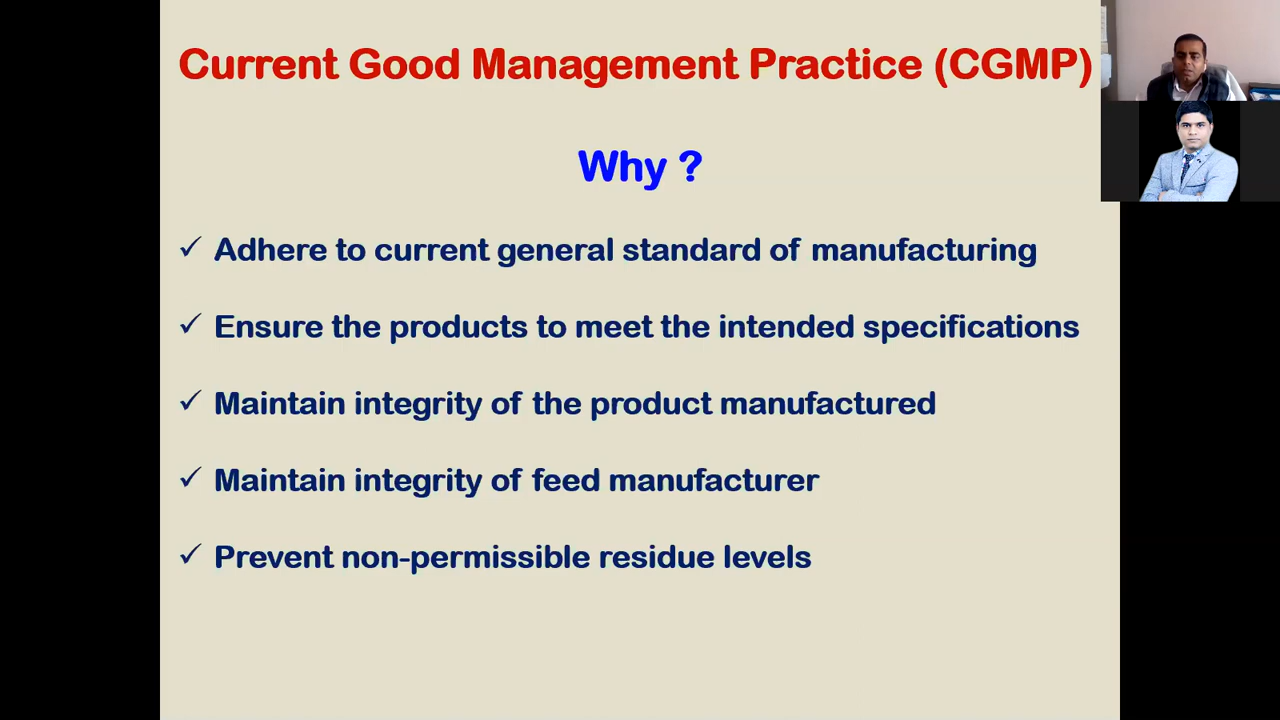 Current Good Management Practice (CGMP)
Why ?
✓ Adhere to current general standard of manufacturing
✓ Ensure the products to meet the intended specifications
✓ Maintain integrity of the product manufactured
✓ Maintain integrity of feed manufacturer
✓ Prevent non-permissible residue levels